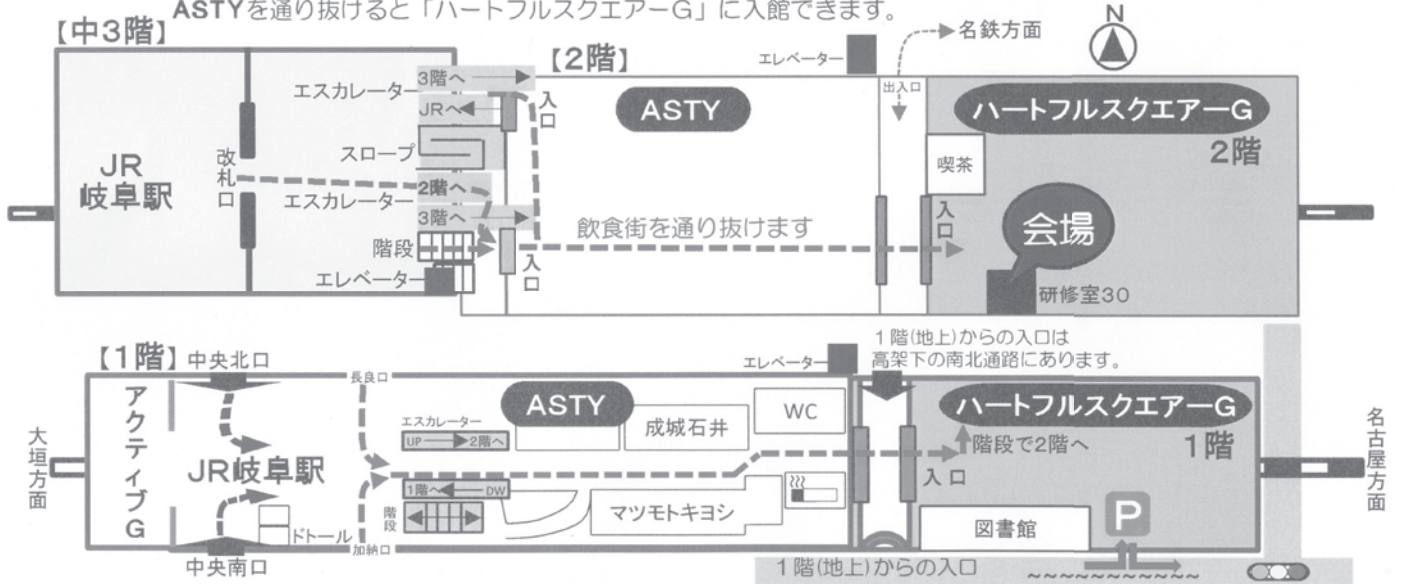 ASTYを通り抜けると「ハートフルスクエアーG」に入館できます。
【中3階】
【2階】
エレベーター
名鉄方面
N
3階へ
エスカレーター
JRへ
入口
ASTY
出入口
ハートフルスクエアーG
2階
JR
岐阜駅
改札口
スロープ
喫茶
2階へ
エスカレーター
3階へ
飲食街を通り抜けます
入口
会場
階段
入口
エレベーター
研修室30
【1階】
中央北口
長良口
エレベーター
1階(地上)からの入口は
高架下の南北通路にあります。
アクティブG
ASTY
成城石井
WC
ハートフルスクエアーG
1階
エスカレーター
UP
2階へ
階段で2階へ
大垣方面
JR岐阜駅
名古屋方面
1階へ
DW
入口
階段
マツモトキヨシ
ドトール
図書館
P
加納口
中央南口
1階(地上)からの入口